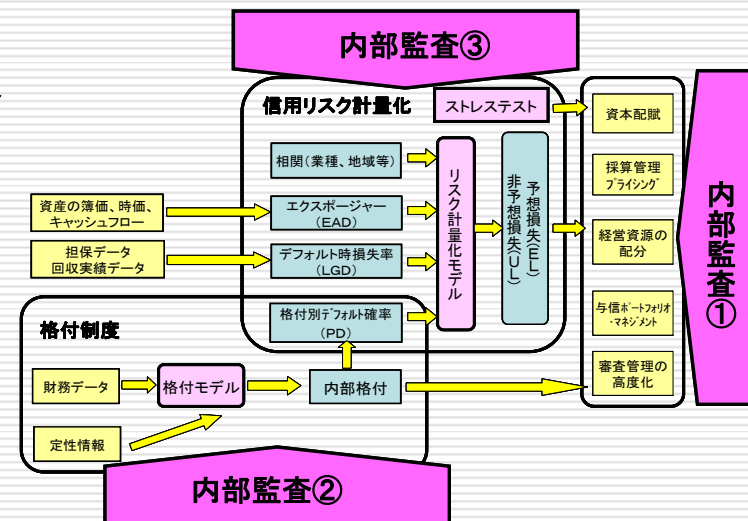 内部監査③
信用リスク計量化
ストレステスト
資本配賦
相関(業種、地域等)
採算管理
プライシング
資産の簿価、時価、
キャッシュフロー
エクスポージャー
(EAD)
リスク計量化モデル
予想損失(EL)
非予想損失(UL)
経営資源の
配分
内部監査①
担保データ
回収実績データ
デフォルト時損失率
(LGD)
格付別デフォルト確率
(PD)
与信ポートフォリオ
・マネジメント
格付制度
審査管理の
高度化
財務データ
格付モデル
内部格付
定性情報
内部監査②